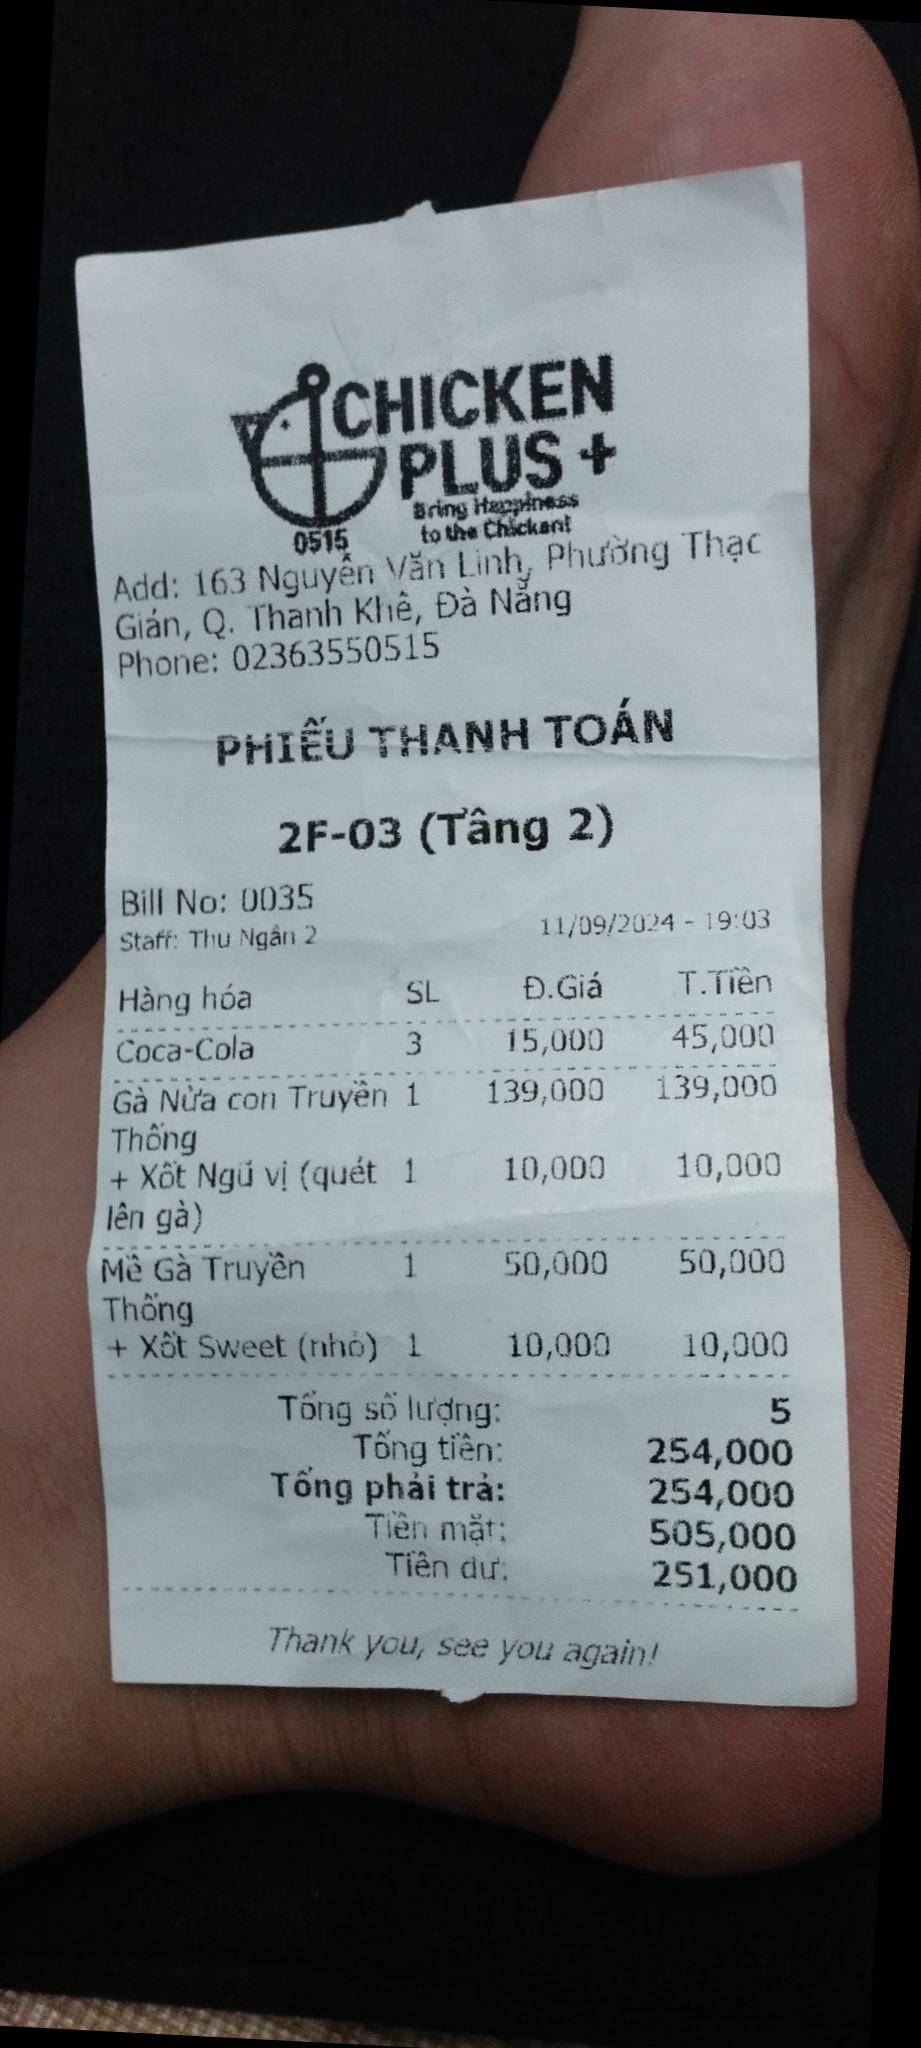 CHICKEN
PLUS +
Bring Happiness
to the Chicken!
0515
Add: 163 Nguyễn Văn Linh, Phường Thạc
Gián, Q. Thanh Khê, Đà Nẵng
Phone: 02363550515
PHIẾU THANH TOÁN
2F-03 (Tầng 2)
Bill No: 0035
Staff: Thu Ngân 2 11/09/2024 - 19:03
Hàng hóa SL Đ.Giá T.Tiền
Coca-Cola 3 15,000 45,000
Gà Nửa con Truyền 1 139,000 139,000
Thống
+ Xốt Ngũ vị (quét 1 10,000 10,000
lên gà)
Mề Gà Truyền 1 50,000 50,000
Thống
+ Xốt Sweet (nhỏ) 1 10,000 10,000
Tổng số lượng: 5
Tổng tiền: 254,000
Tổng phải trả: 254,000
Tiền mặt: 505,000
Tiền dư: 251,000
Thank you, see you again!